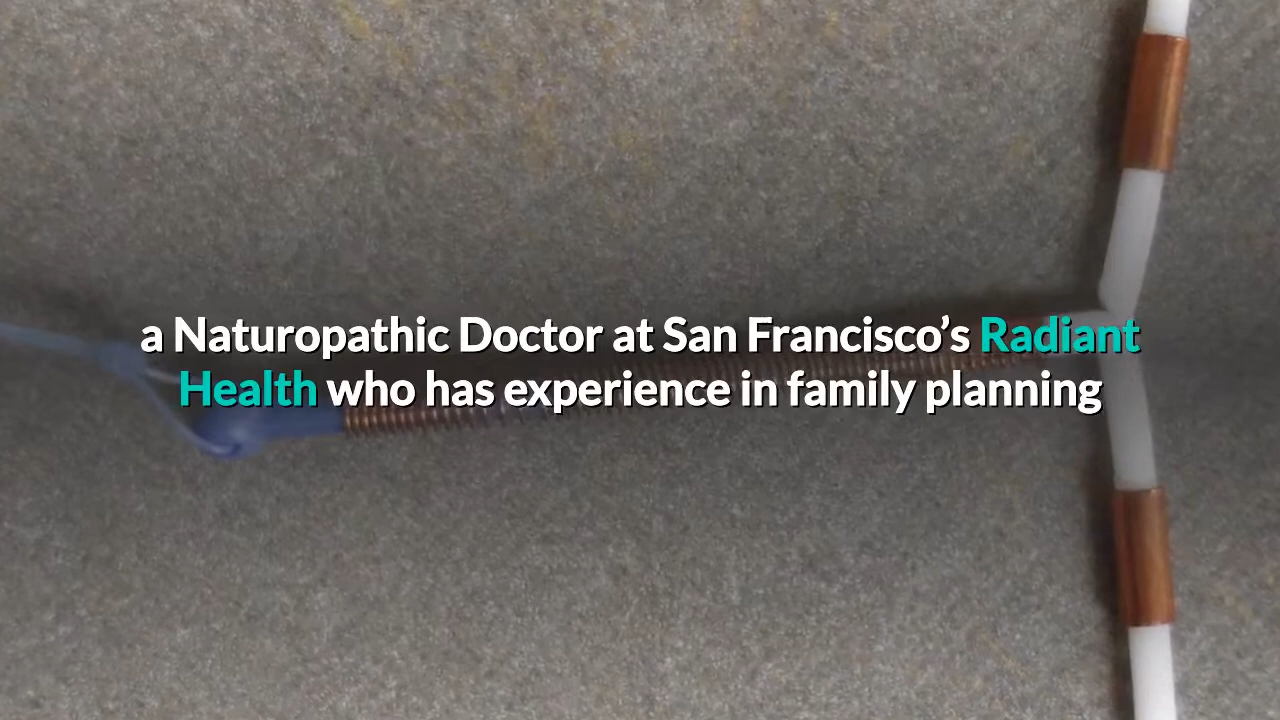 a Naturopathic Doctor at San Francisco’s Radiant
Health who has experience in family planning